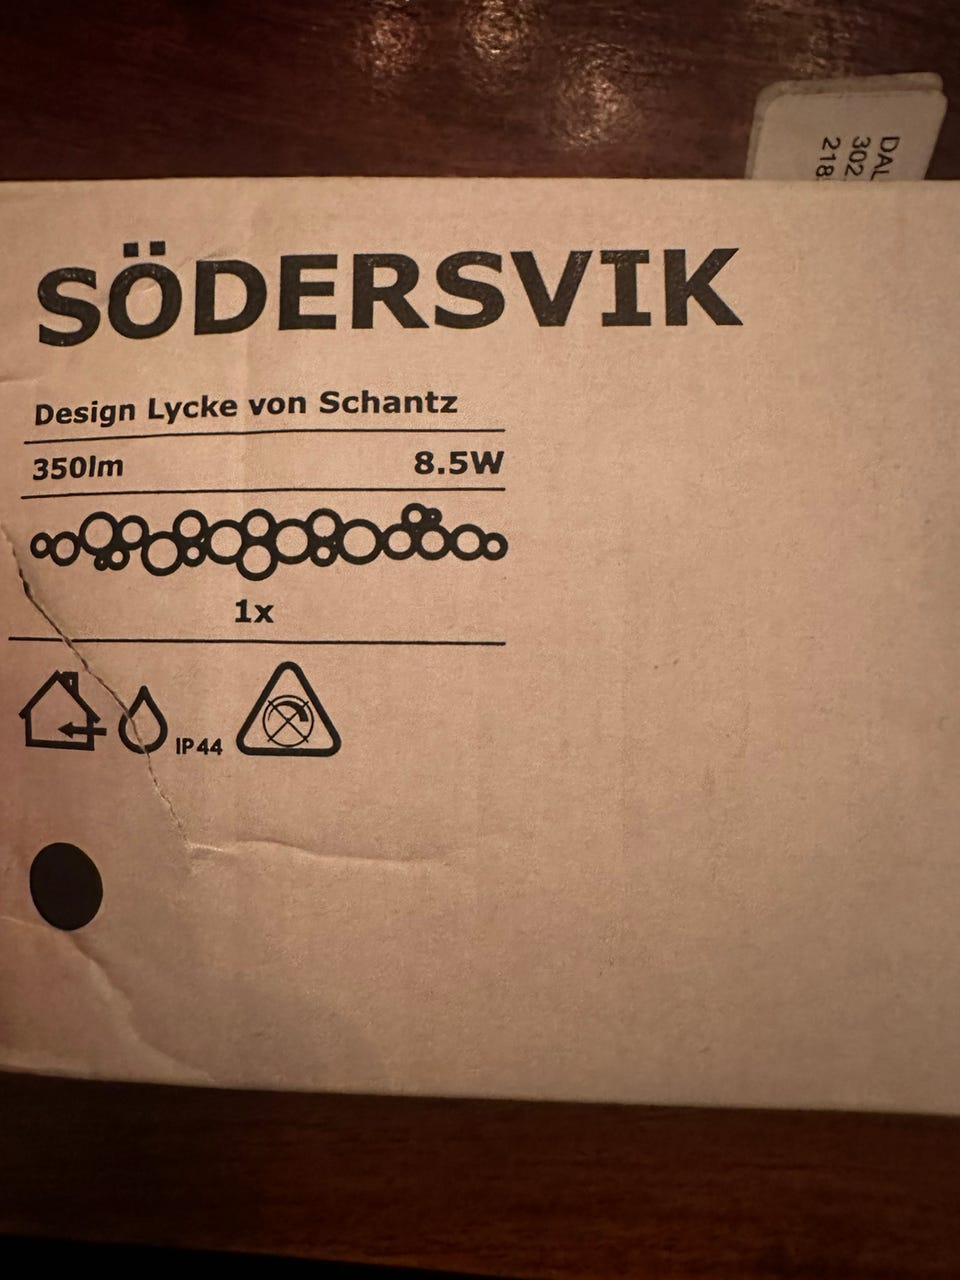 DAL
302
218
SÖDERSVIK
Design Lycke von Schantz
350lm 8.5W
1x
IP44